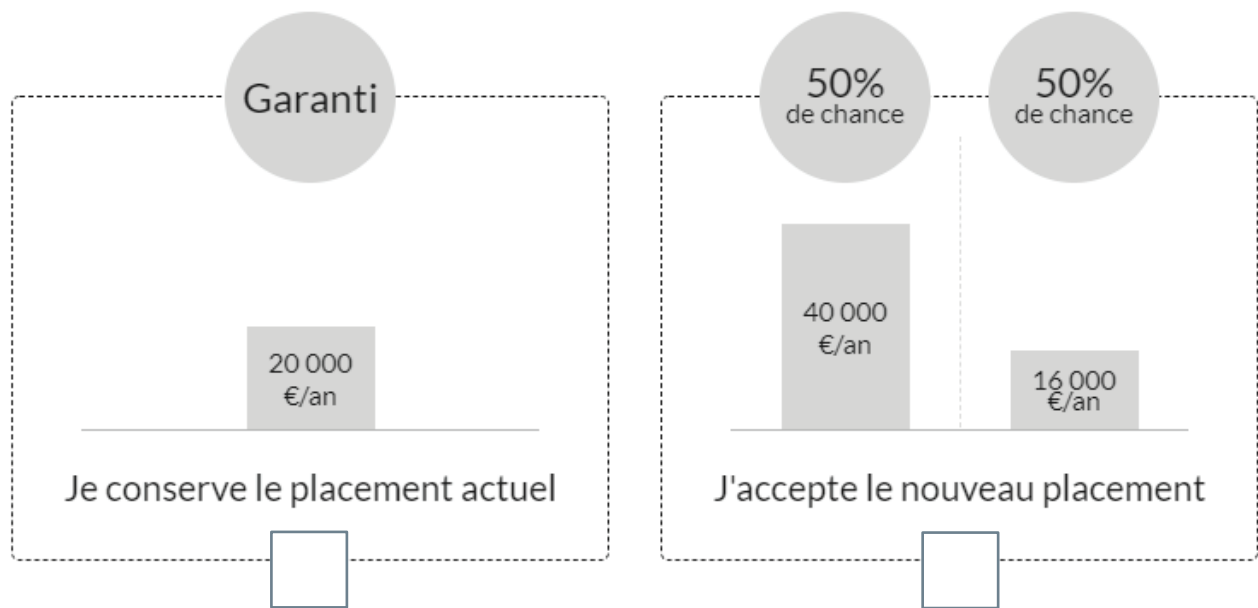 Garanti
20 000
€/an
Je conserve le placement actuel
50%
de chance
50%
de chance
40 000
€/an
16 000
€/an
J'accepte le nouveau placement